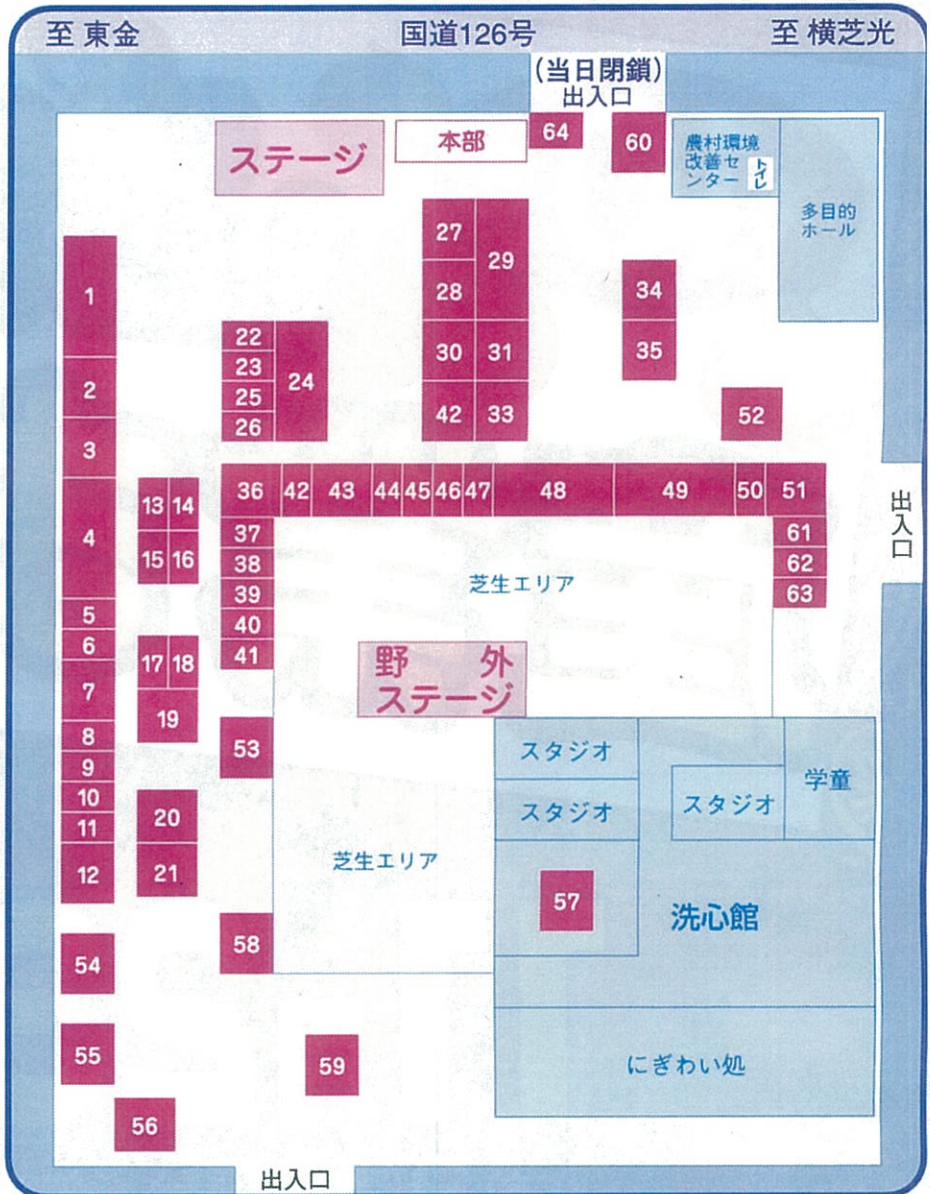 至 東金
国道126号
至 横芝光
(当日閉鎖)
出入口
ステージ
本部
64
60
農村環境
改善セ
ンター
トイレ
多目的
ホール
1
2
3
4
5
6
7
8
9
10
11
12
54
55
56
13 14
15 16
17 18
19
20
21
22
23
25
26
24
27
28
29
30 31
42 33
34
35
52
36 42 43 44 45 46 47 48 49 50 51
37
38
39
40
41
53
58
59
61
62
63
出入口
芝生エリア
野 外
ステージ
芝生エリア
スタジオ
スタジオ
スタジオ
学童
57
洗心館
にぎわい処
出入口